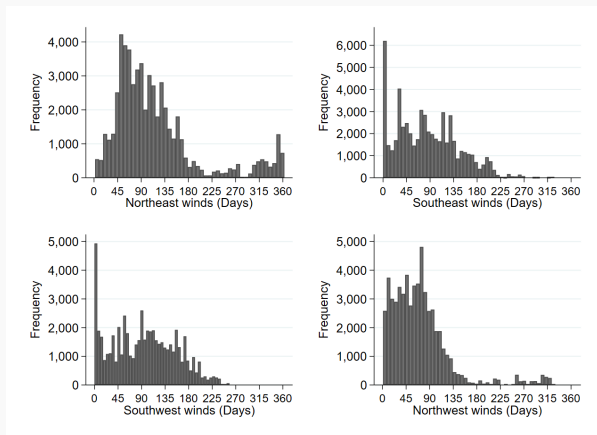 Frequency
4,000
3,000
2,000
1,000
0
0 45 90 135 180 225 270 315 360
Northeast winds (Days)
Frequency
6,000
5,000
4,000
3,000
2,000
1,000
0
0 45 90 135 180 225 270 315 360
Southeast winds (Days)
Frequency
5,000
4,000
3,000
2,000
1,000
0
0 45 90 135 180 225 270 315 360
Southwest winds (Days)
Frequency
5,000
4,000
3,000
2,000
1,000
0
0 45 90 135 180 225 270 315 360
Northwest winds (Days)